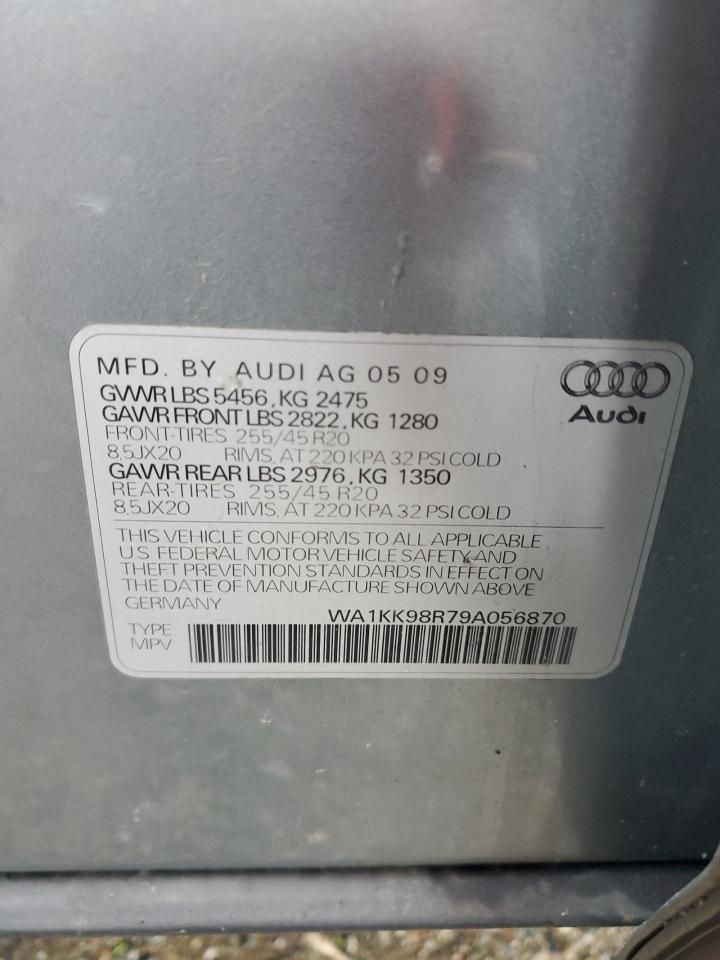 MFD. BY AUDI AG 05 09
GVWR LBS 5456, KG 2475
GAWR FRONT LBS 2822, KG 1280
FRONT-TIRES 255/45 R20
8,5JX20 RIMS, AT 220 KPA 32 PSI COLD
GAWR REAR LBS 2976, KG 1350
REAR-TIRES 255/45 R20
8,5JX20 RIMS, AT 220 KPA 32 PSI COLD
Audi
THIS VEHICLE CONFORMS TO ALL APPLICABLE
U.S. FEDERAL MOTOR VEHICLE SAFETY AND
THEFT PREVENTION STANDARDS IN EFFECT ON
THE DATE OF MANUFACTURE SHOWN ABOVE
GERMANY
WA1KK98R79A056870
TYPE
MPV